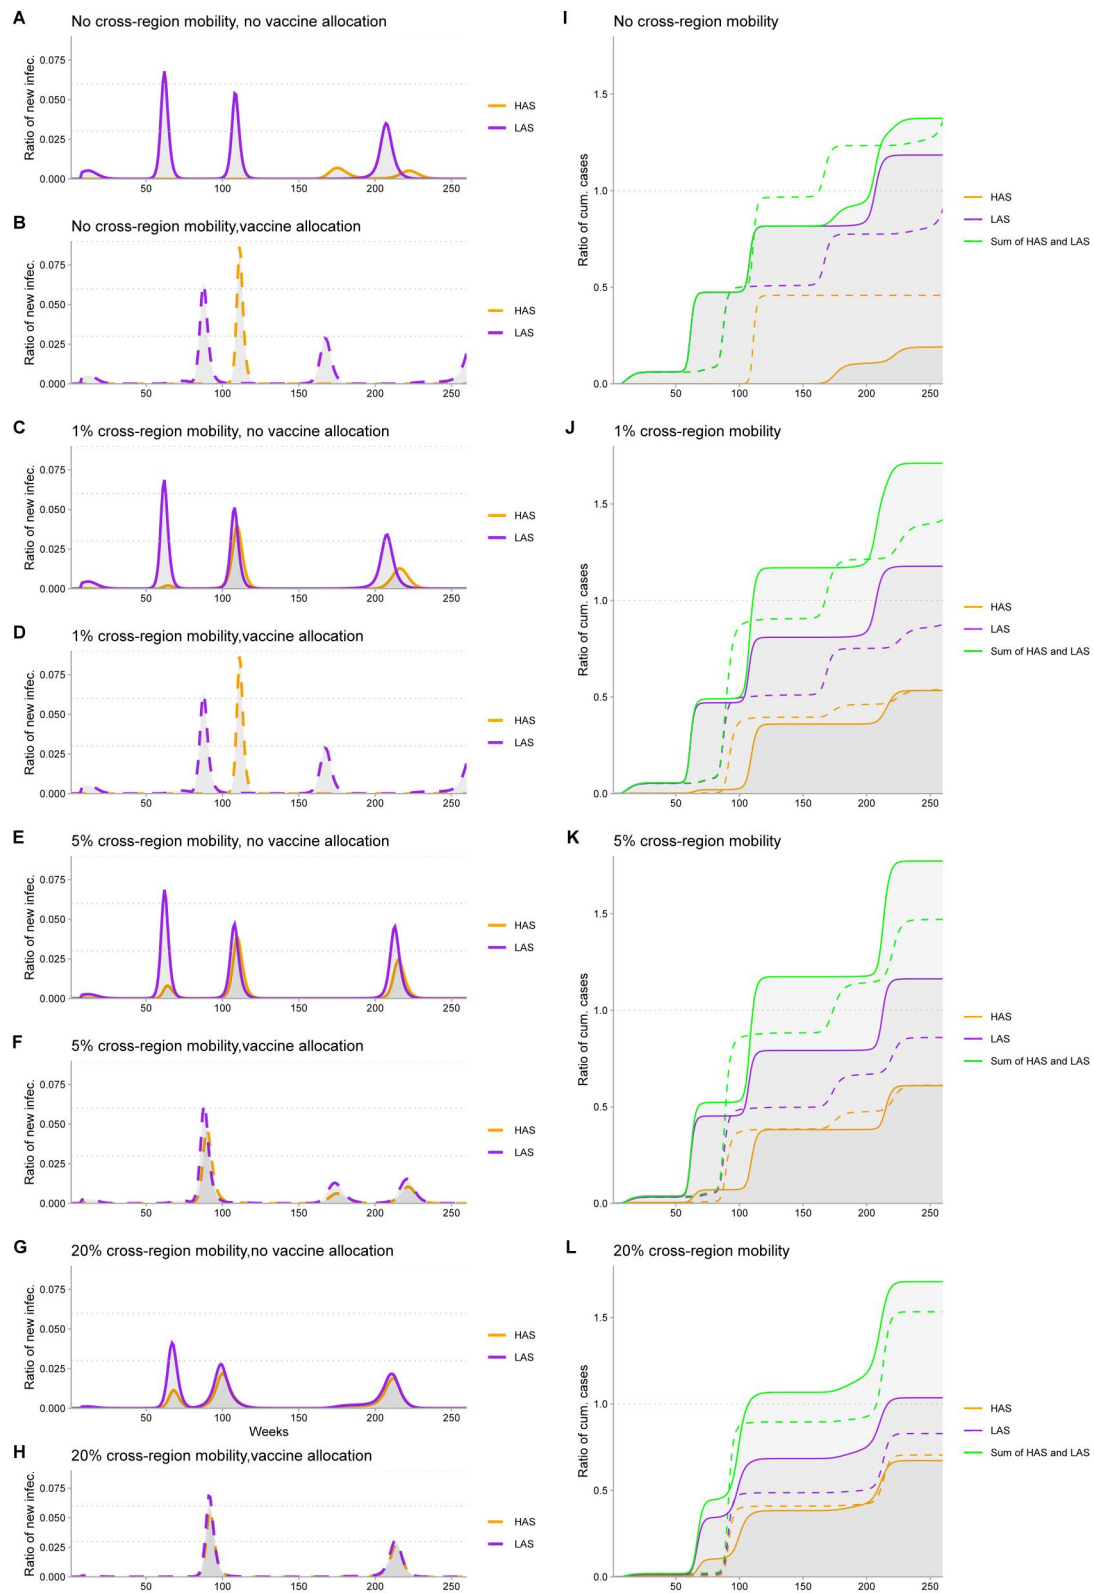 A No cross-region mobility, no vaccine allocation
Ratio of new infec.
0.075
0.050
0.025
0.000
50 100 150 200 250
HAS
LAS
B No cross-region mobility,vaccine allocation
Ratio of new infec.
0.075
0.050
0.025
0.000
50 100 150 200 250
HAS
LAS
C 1% cross-region mobility, no vaccine allocation
Ratio of new infec.
0.075
0.050
0.025
0.000
50 100 150 200 250
HAS
LAS
D 1% cross-region mobility,vaccine allocation
Ratio of new infec.
0.075
0.050
0.025
0.000
50 100 150 200 250
HAS
LAS
E 5% cross-region mobility, no vaccine allocation
Ratio of new infec.
0.075
0.050
0.025
0.000
50 100 150 200 250
HAS
LAS
F 5% cross-region mobility,vaccine allocation
Ratio of new infec.
0.075
0.050
0.025
0.000
50 100 150 200 250
HAS
LAS
G 20% cross-region mobility,no vaccine allocation
Ratio of new infec.
0.075
0.050
0.025
0.000
50 100 150 200 250
Weeks
HAS
LAS
H 20% cross-region mobility,vaccine allocation
Ratio of new infec.
0.075
0.050
0.025
0.000
50 100 150 200 250
HAS
LAS
I No cross-region mobility
Ratio of cum. cases
1.5
1.0
0.5
0.0
50 100 150 200 250
HAS
LAS
Sum of HAS and LAS
J 1% cross-region mobility
Ratio of cum. cases
1.5
1.0
0.5
0.0
50 100 150 200 250
HAS
LAS
Sum of HAS and LAS
K 5% cross-region mobility
Ratio of cum. cases
1.5
1.0
0.5
0.0
50 100 150 200 250
HAS
LAS
Sum of HAS and LAS
L 20% cross-region mobility
Ratio of cum. cases
1.5
1.0
0.5
0.0
50 100 150 200 250
HAS
LAS
Sum of HAS and LAS